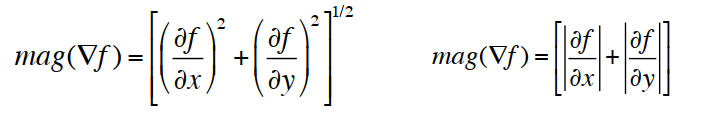 mag(∇f) = [(∂f/∂x)² + (∂f/∂y)²]^{1/2}
mag(∇f) = [|∂f/∂x| + |∂f/∂y|]